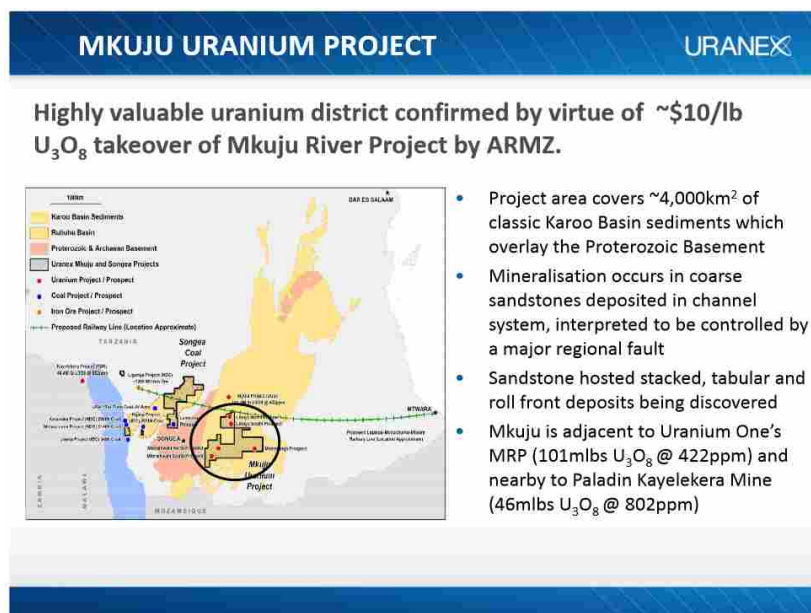 MKUJU URANIUM PROJECT
URANEX
Highly valuable uranium district confirmed by virtue of ~$10/lb
U₃O₈ takeover of Mkuju River Project by ARMZ.
100km
DAR ES SALAAM
Karou Basin Sediments
Ruhuhu Basin
Proterozoic & Archaean Basement
Uranex Mkuju and Songea Projects
Uranium Project / Prospect
Coal Project / Prospect
Iron Ore Project / Prospect
Proposed Railway Line (Location Approximate)
TANZANIA
Songea
Coal
Project
MTWARA
SONGEA
Mkuju
Uranium
Project
ZAMBIA
MALAWI
MOZAMBIQUE
• Project area covers ~4,000km² of
classic Karoo Basin sediments which
overlay the Proterozoic Basement
• Mineralisation occurs in coarse
sandstones deposited in channel
system, interpreted to be controlled by
a major regional fault
• Sandstone hosted stacked, tabular and
roll front deposits being discovered
• Mkuju is adjacent to Uranium One's
MRP (101mlbs U₃O₈ @ 422ppm) and
nearby to Paladin Kayelekera Mine
(46mlbs U₃O₈ @ 802ppm)